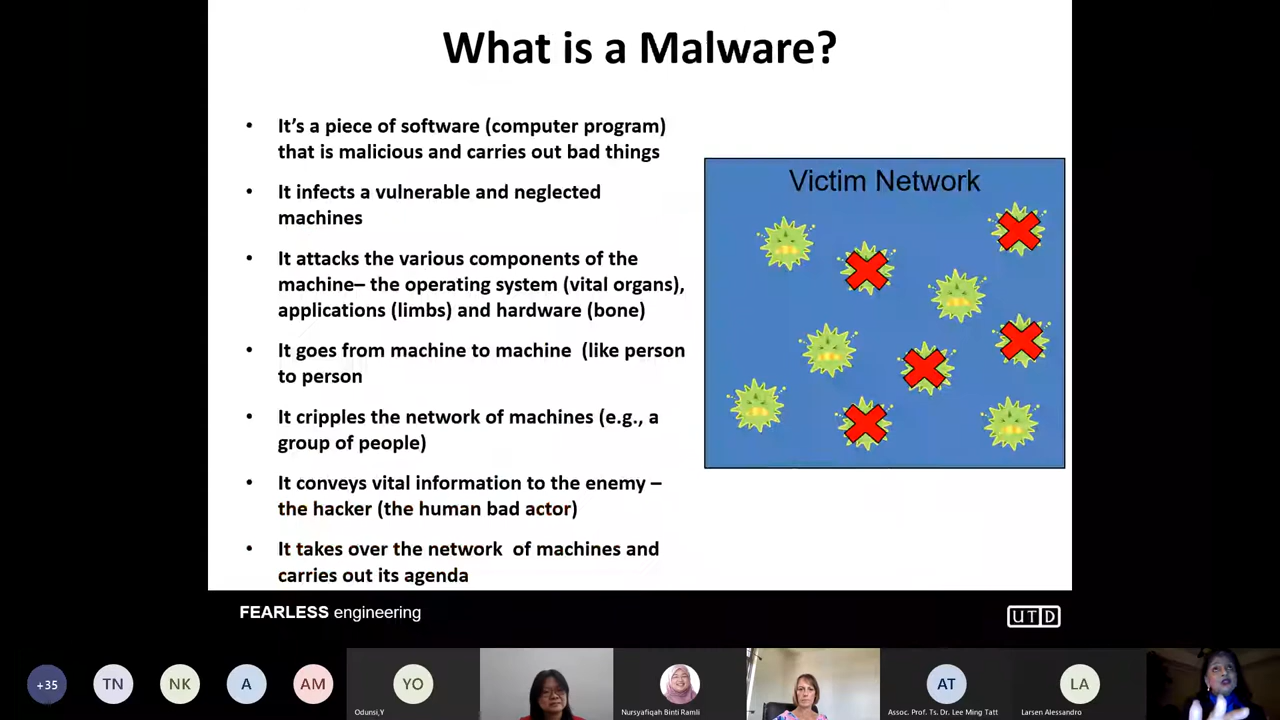 What is a Malware?
• It’s a piece of software (computer program)
that is malicious and carries out bad things
• It infects a vulnerable and neglected
machines
• It attacks the various components of the
machine– the operating system (vital organs),
applications (limbs) and hardware (bone)
• It goes from machine to machine (like person
to person
• It cripples the network of machines (e.g., a
group of people)
• It conveys vital information to the enemy –
the hacker (the human bad actor)
• It takes over the network of machines and
carries out its agenda
Victim Network
FEARLESS engineering
UTD
+35
TN
NK
A
AM
YO
AT
LA
Odunsi,Y
Nursyafiqah Binti Ramli
Assoc. Prof. Ts. Dr. Lee Ming Tatt
Larsen Alessandro